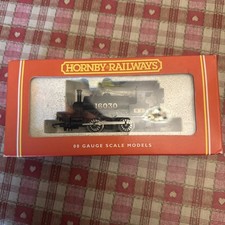 HORNBY RAILWAYS
16030
00 GAUGE SCALE MODELS